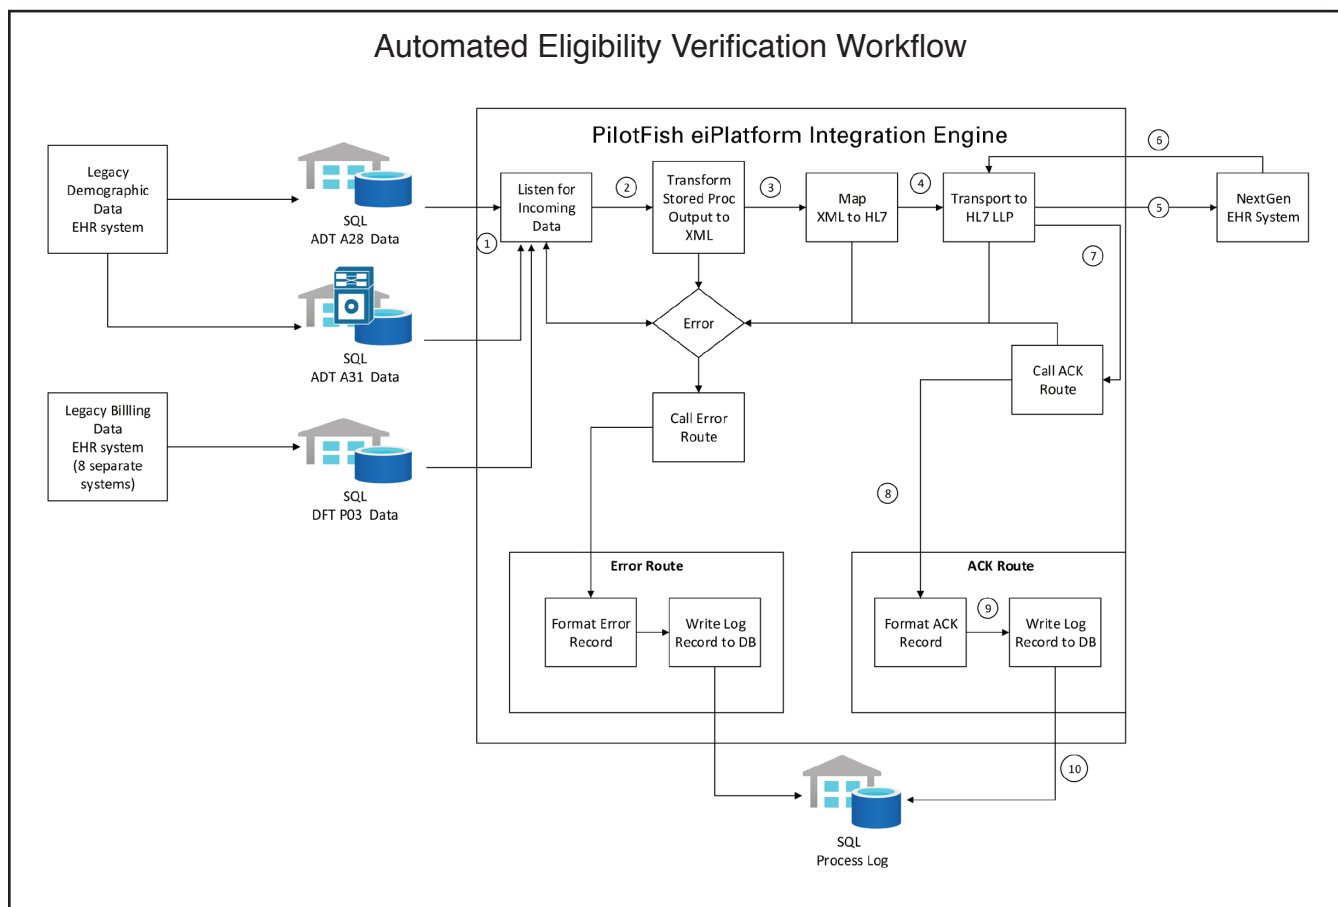 Automated Eligibility Verification Workflow
PilotFish eiPlatform Integration Engine
Legacy
Demographic
Data
EHR system
SQL
ADT A28 Data
SQL
ADT A31 Data
Legacy Billling
Data
EHR system
(8 separate
systems)
SQL
DFT P03 Data
1
Listen for
Incoming
Data
2
Transform
Stored Proc
Output to
XML
3
Map
XML to HL7
4
Transport to
HL7 LLP
5
6
NextGen
EHR System
7
Error
Call Error
Route
Call ACK
Route
8
Error Route
Format Error
Record
Write Log
Record to DB
ACK Route
Format ACK
Record
9
Write Log
Record to DB
10
SQL
Process Log